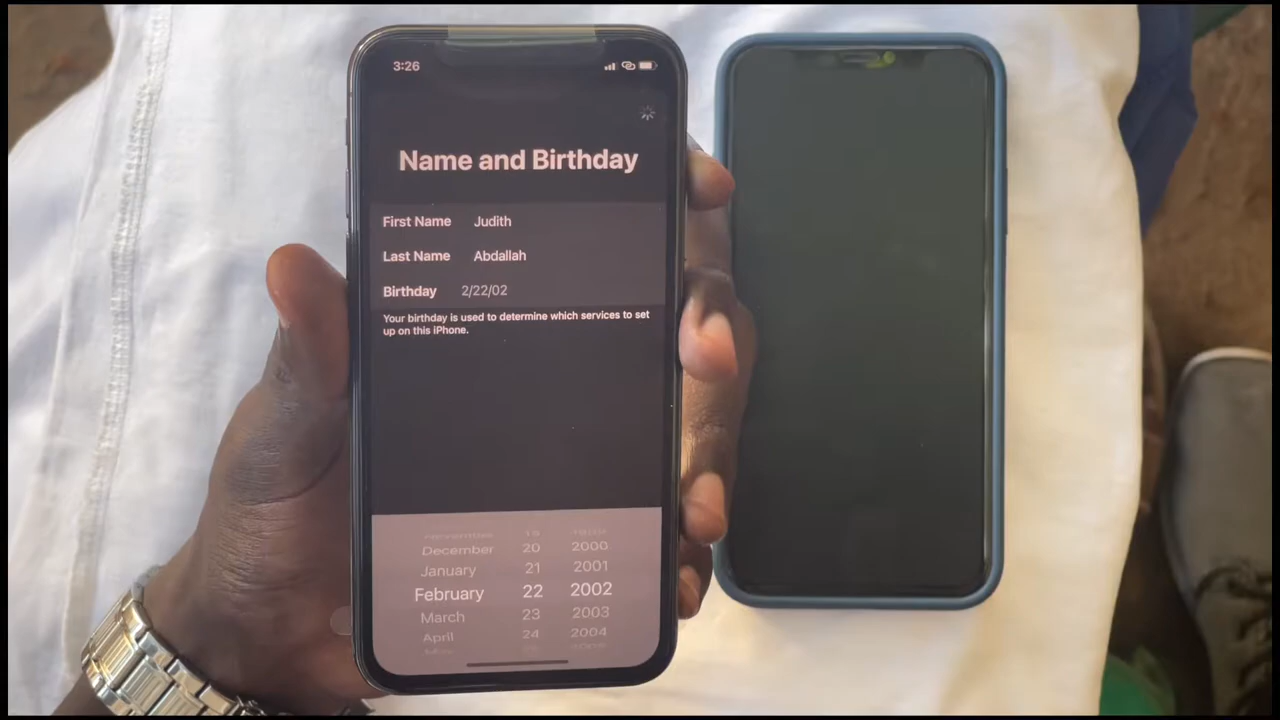 3:26
Name and Birthday
First Name Judith
Last Name Abdallah
Birthday 2/22/02
Your birthday is used to determine which services to set
up on this iPhone.
December 20 2000
January 21 2001
February 22 2002
March 23 2003
April 24 2004